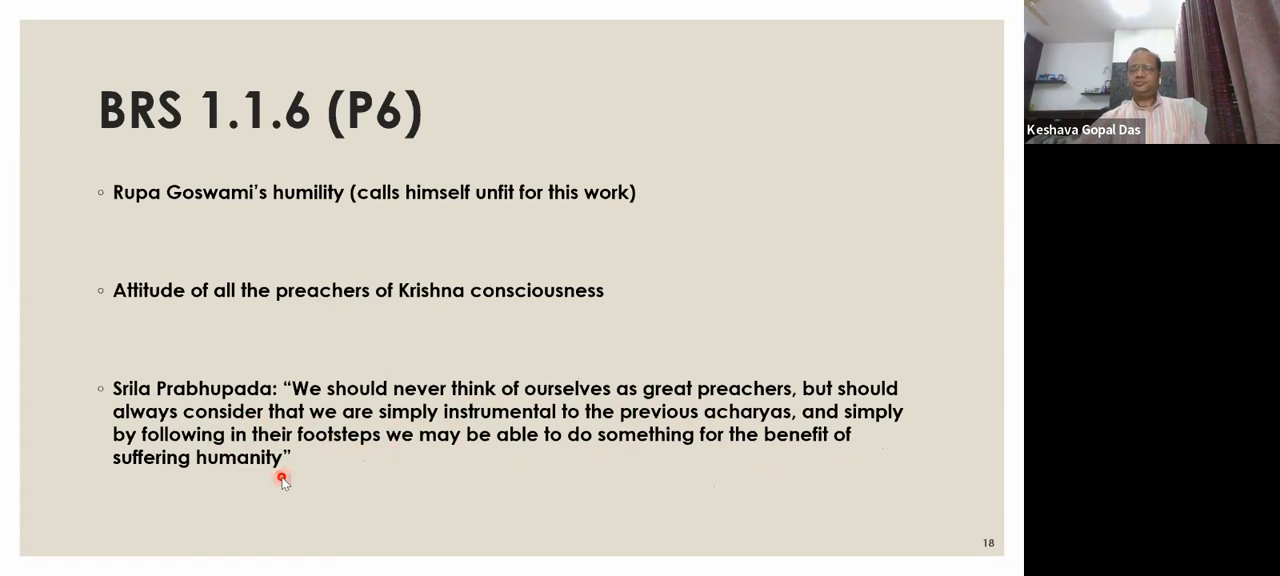 BRS 1.1.6 (P6)
Rupa Goswami’s humility (calls himself unfit for this work)
Attitude of all the preachers of Krishna consciousness
Srila Prabhupada: “We should never think of ourselves as great preachers, but should
always consider that we are simply instrumental to the previous acharyas, and simply
by following in their footsteps we may be able to do something for the benefit of
suffering humanity”
18
Keshava Gopal Das